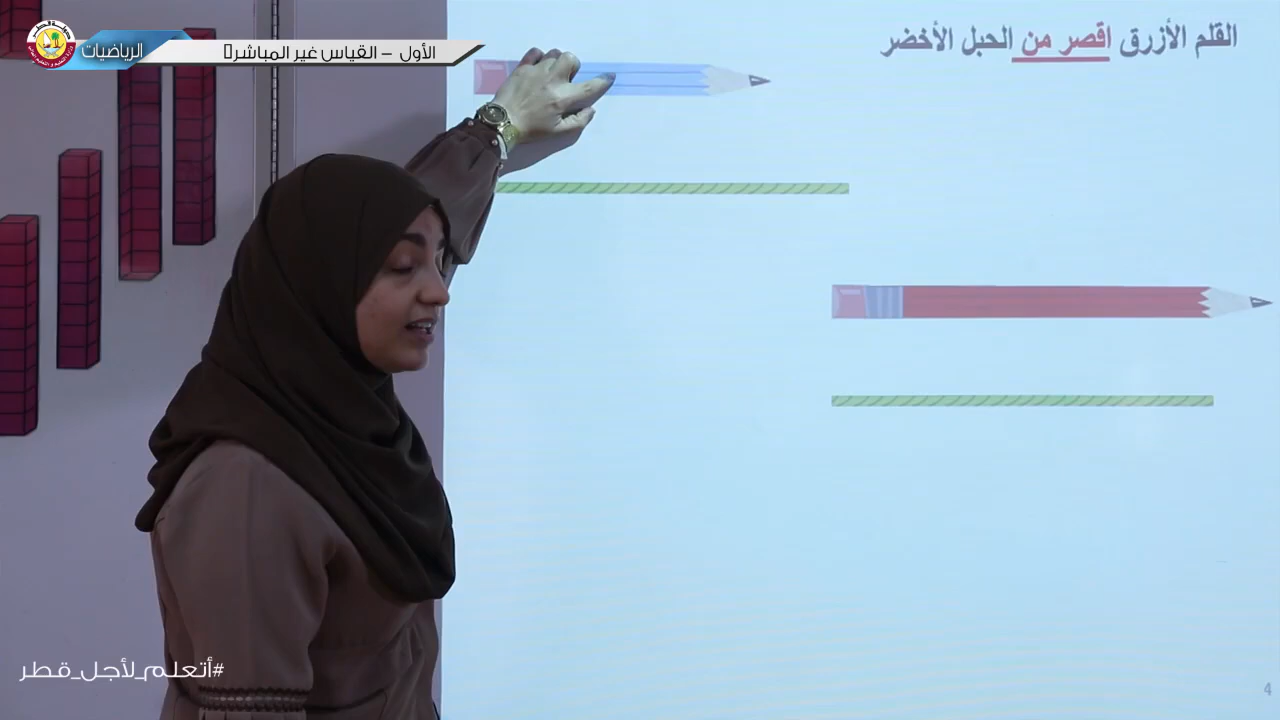 القلم الأزرق اقصر من الحبل الأخضر
الرياضيات
الأول - القياس غير المباشر
#أتعلم_لأجل_قطر
4